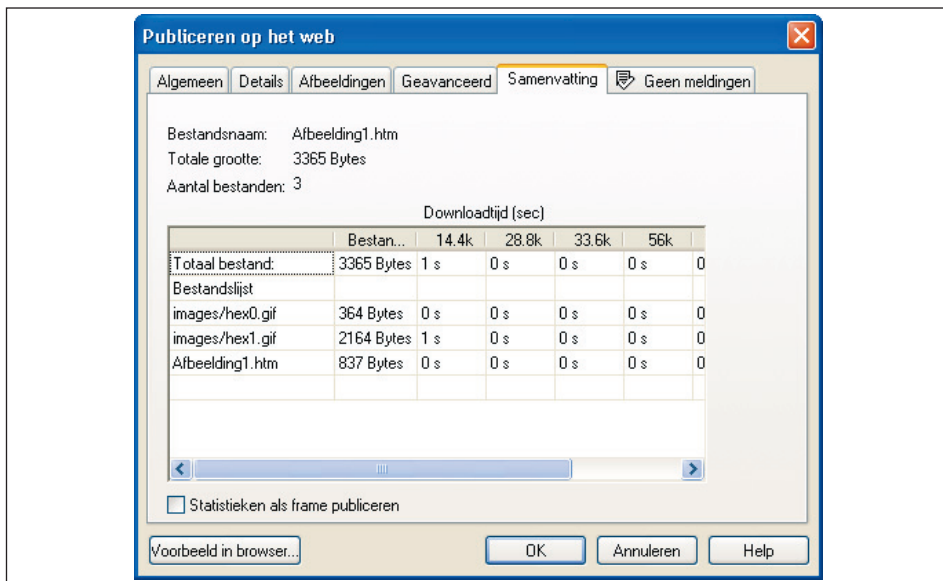 Publiceren op het web
Algemeen Details Afbeeldingen Geavanceerd Samenvatting Geen meldingen
Bestandsnaam: Afbeelding1.htm
Totale grootte: 3365 Bytes
Aantal bestanden: 3
Downloadtijd (sec)
Bestan... 14.4k 28.8k 33.6k 56k
Totaal bestand: 3365 Bytes 1 s 0 s 0 s 0 s 0
Bestandslijst
images/hex0.gif 364 Bytes 0 s 0 s 0 s 0 s 0
images/hex1.gif 2164 Bytes 1 s 0 s 0 s 0 s 0
Afbeelding1.htm 837 Bytes 0 s 0 s 0 s 0 s 0
Statistieken als frame publiceren
Voorbeeld in browser... OK Annuleren Help